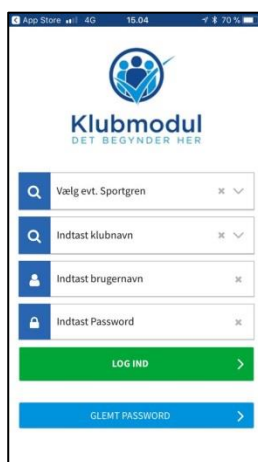 App Store 4G 15.04 70 %
Klubmodul
DET BEGYNDER HER
Vælg evt. Sportgren
Indtast klubnavn
Indtast brugernavn
Indtast Password
LOG IND
GLEMT PASSWORD